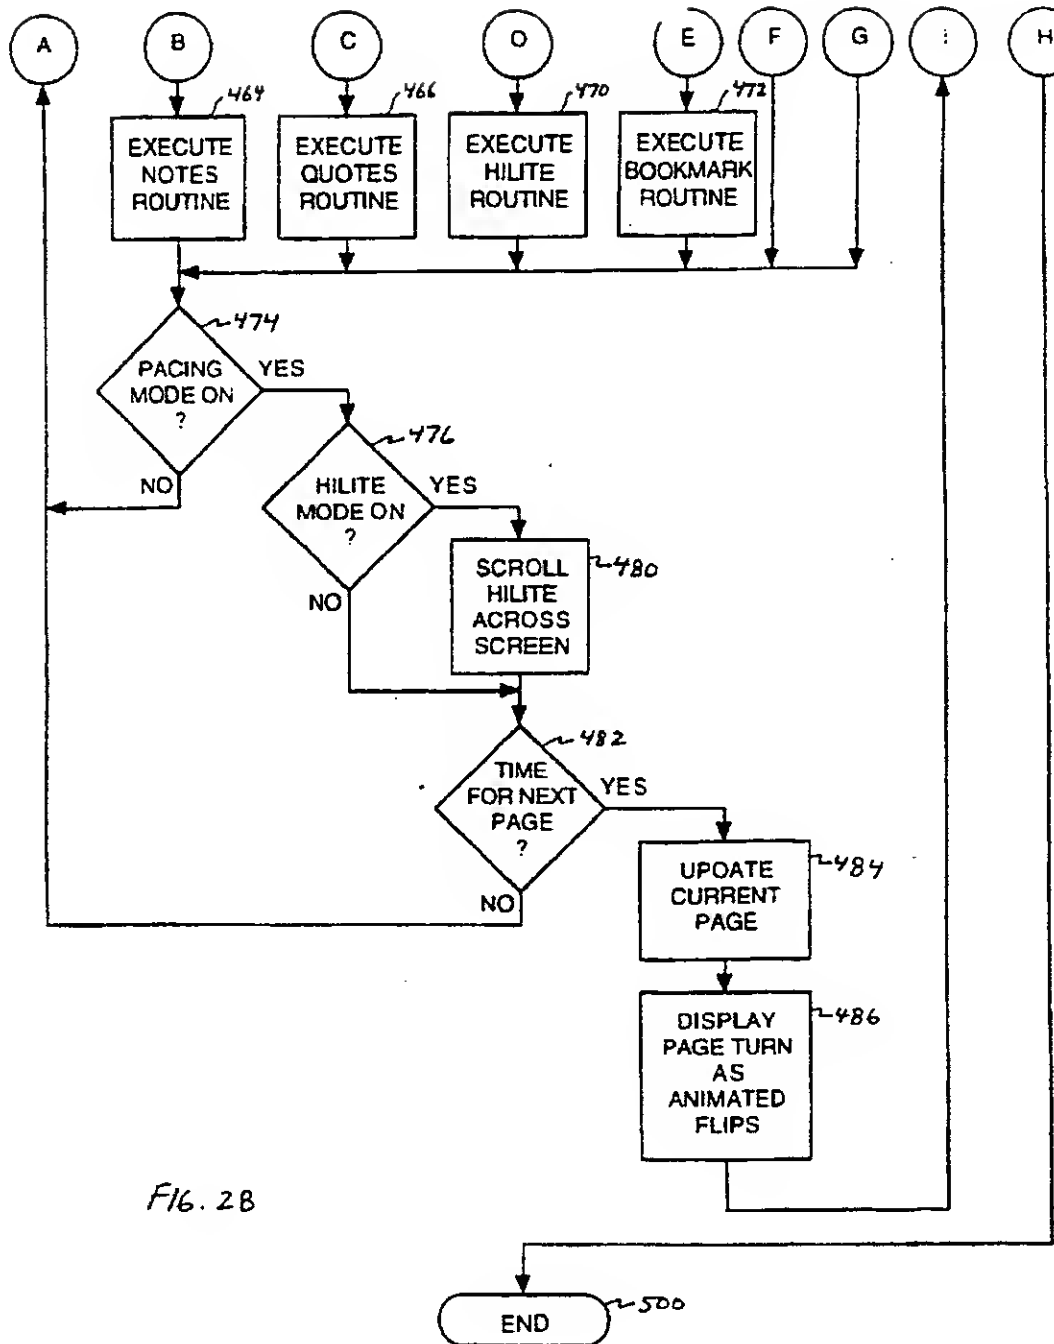 A
B
C
O
E
F
G
I
H
464
466
470
472
EXECUTE
NOTES
ROUTINE
EXECUTE
QUOTES
ROUTINE
EXECUTE
HILITE
ROUTINE
EXECUTE
BOOKMARK
ROUTINE
474
PACING
MODE ON
?
YES
NO
476
HILITE
MODE ON
?
YES
NO
480
SCROLL
HILITE
ACROSS
SCREEN
482
TIME
FOR NEXT
PAGE
?
YES
NO
484
UPOATE
CURRENT
PAGE
486
DISPLAY
PAGE TURN
AS
ANIMATED
FLIPS
FIG. 2B
END
500